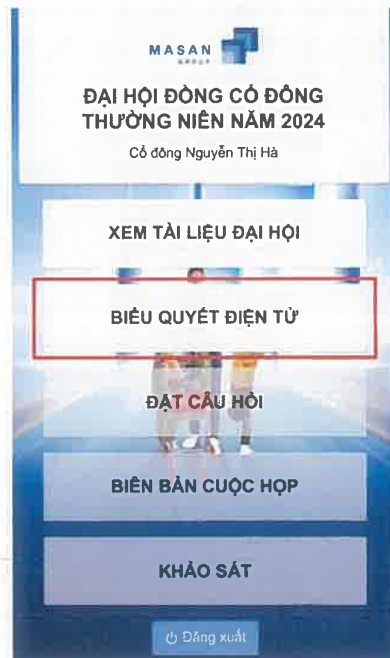 MASAN
GROUP
ĐẠI HỘI ĐỒNG CỔ ĐÔNG
THƯỜNG NIÊN NĂM 2024
Cổ đông Nguyễn Thị Hà
XEM TÀI LIỆU ĐẠI HỘI
BIỂU QUYẾT ĐIỆN TỬ
ĐẠT CÂU HỎI
BIÊN BẢN CUỘC HỌP
KHẢO SÁT
Đăng xuất